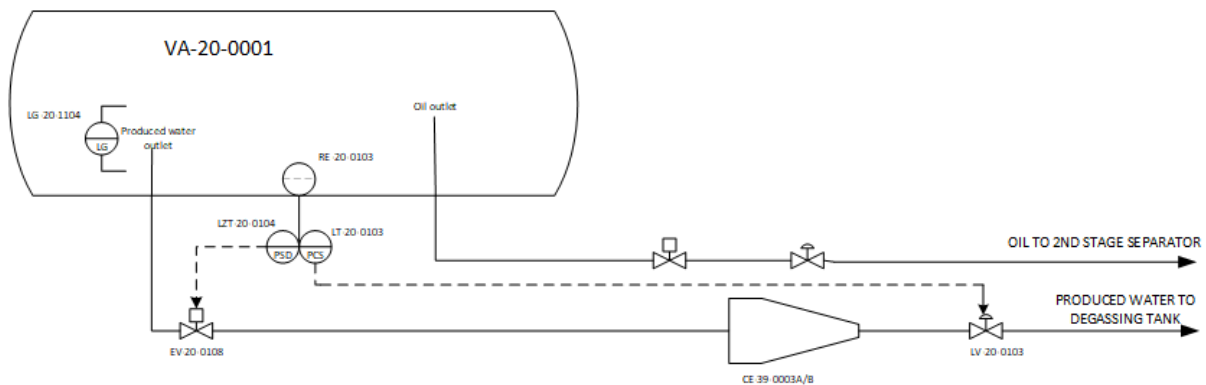 VA-20-0001
LG-20-1104
LG
Produced water
outlet
Oil outlet
RE-20-0103
LZT-20-0104
LT-20-0103
PSD
PCS
OIL TO 2ND STAGE SEPARATOR
PRODUCED WATER TO
DEGASSING TANK
EV-20-0108
LV-20-0103
CE-39-0003A/B